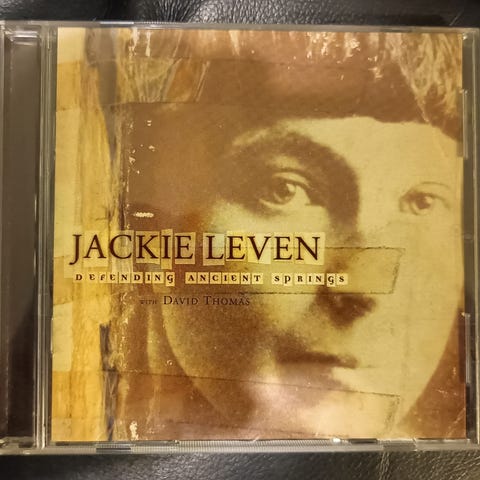 JACKIE LEVEN
DEFENDING ANCIENT SPRINGS
WITH DAVID THOMAS